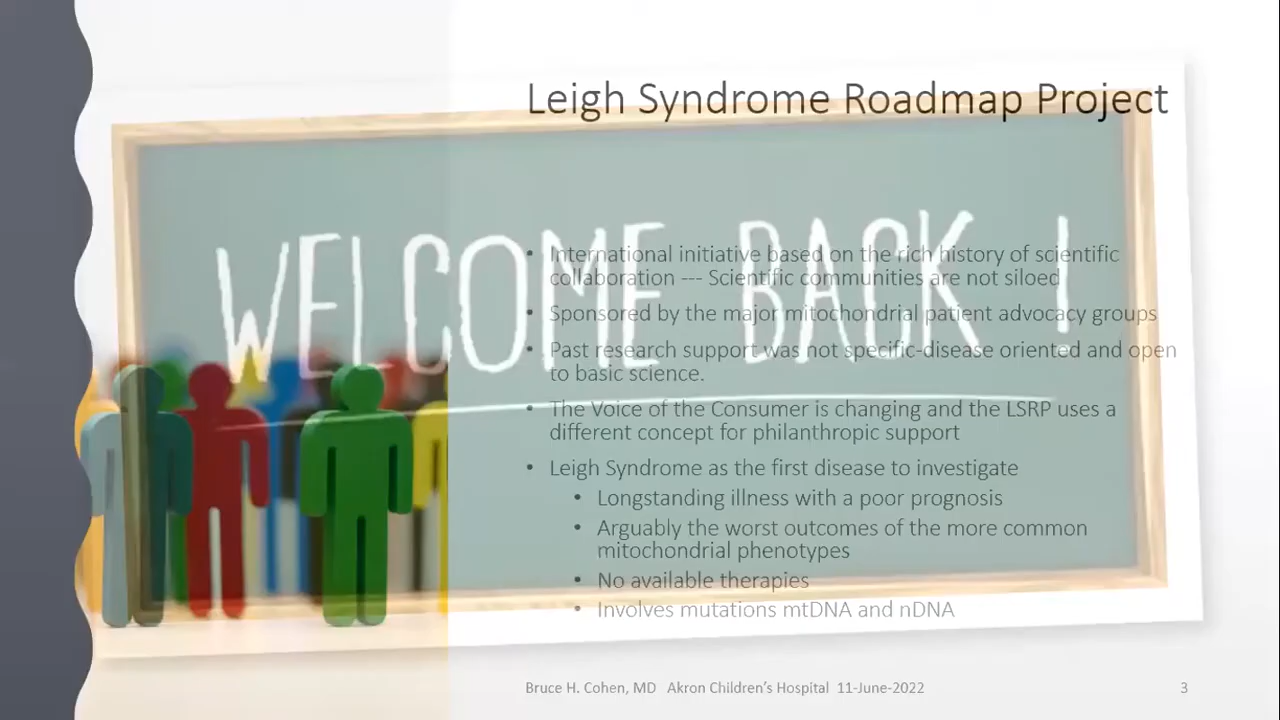 Leigh Syndrome Roadmap Project
WELCOME BACK !
• International initiative based on the rich history of scientific
collaboration --- Scientific communities are not siloed
• Sponsored by the major mitochondrial patient advocacy groups
• Past research support was not specific-disease oriented and open
to basic science.
• The Voice of the Consumer is changing and the LSRP uses a
different concept for philanthropic support
• Leigh Syndrome as the first disease to investigate
• Longstanding illness with a poor prognosis
• Arguably the worst outcomes of the more common
mitochondrial phenotypes
• No available therapies
• Involves mutations mtDNA and nDNA
Bruce H. Cohen, MD Akron Children’s Hospital 11-June-2022
3